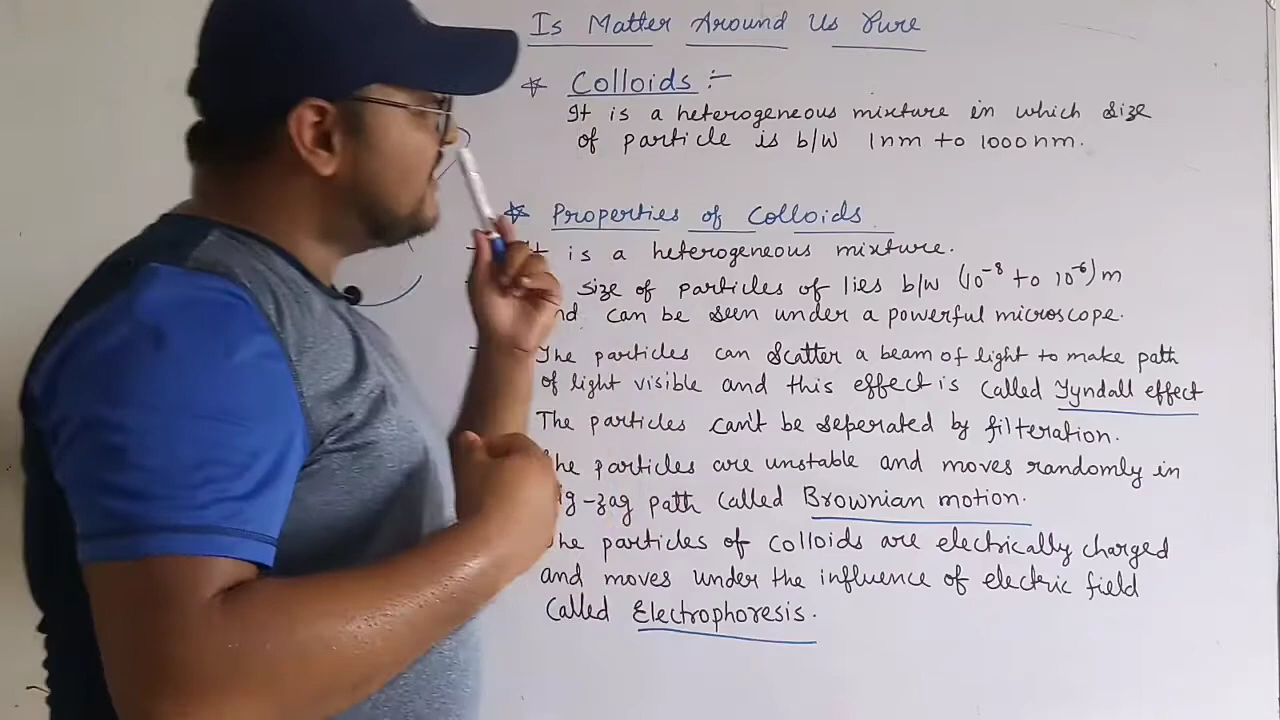 Is Matter Around Us Pure
* Colloids :-
It is a heterogeneous mixture in which size
of particle is b/w 1nm to 1000nm.
* Properties of Colloids
is a heterogeneous mixture.
size of particles of lies b/w (10⁻⁸ to 10⁻⁶) m
can be seen under a powerful microscope.
The particles can scatter a beam of light to make path
of light visible and this effect is called Tyndall effect
The particles can't be seperated by filteration.
particles are unstable and moves randomly in
-zag path called Brownian motion.
particles of colloids are electrically charged
and moves under the influence of electric field
called Electrophoresis.